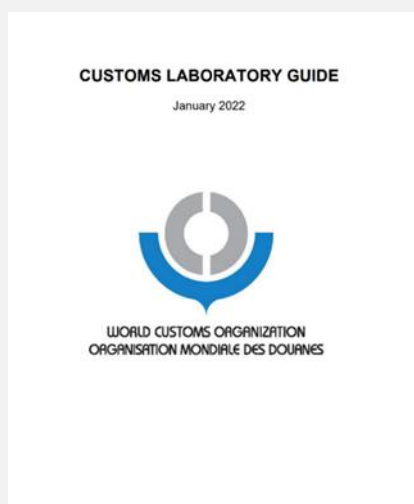 CUSTOMS LABORATORY GUIDE
January 2022
WORLD CUSTOMS ORGANIZATION
ORGANISATION MONDIALE DES DOUANES